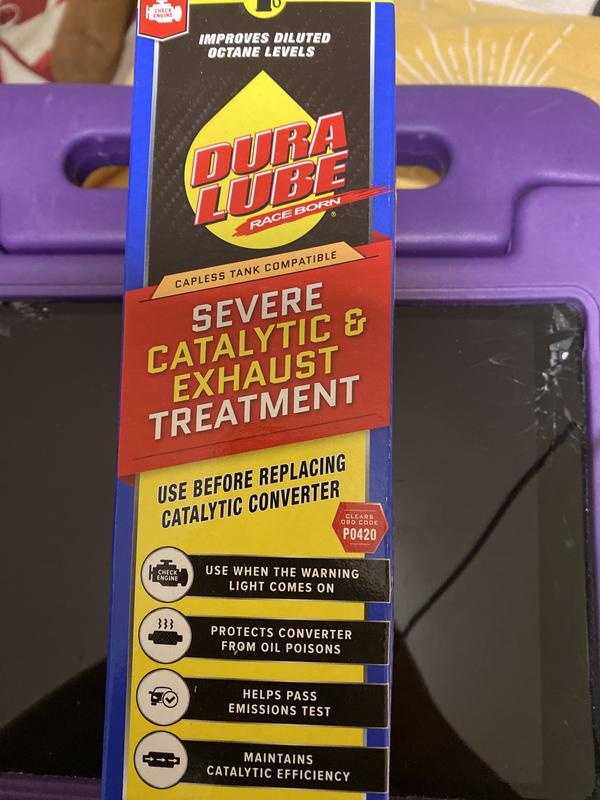 CHECK
ENGINE
IMPROVES DILUTED
OCTANE LEVELS
DURA
LUBE
RACE BORN
®
CAPLESS TANK COMPATIBLE
SEVERE
CATALYTIC &
EXHAUST
TREATMENT
USE BEFORE REPLACING
CATALYTIC CONVERTER
CLEARS
OBD CODE
P0420
CHECK
ENGINE
USE WHEN THE WARNING
LIGHT COMES ON
PROTECTS CONVERTER
FROM OIL POISONS
HELPS PASS
EMISSIONS TEST
MAINTAINS
CATALYTIC EFFICIENCY